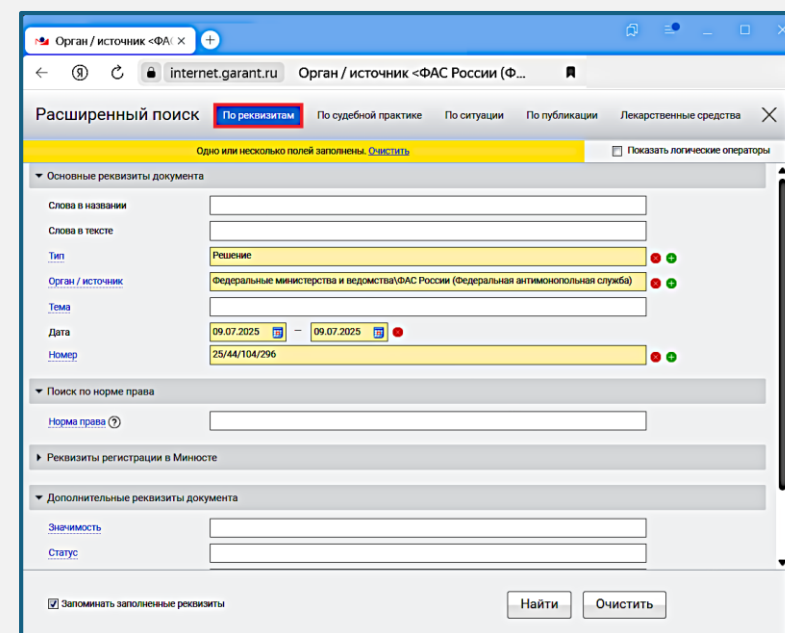 Орган / источник <ФА( ×
internet.garant.ru Орган / источник <ФАС России (Ф...
Расширенный поиск По реквизитам По судебной практике По ситуации По публикации Лекарственные средства
Одно или несколько полей заполнены. Очистить Показать логические операторы
Основные реквизиты документа
Слова в названии
Слова в тексте
Тип Решение
Орган / источник Федеральные министерства и ведомства\ФАС России (Федеральная антимонопольная служба)
Тема
Дата 09.07.2025 – 09.07.2025
Номер 25/44/104/296
Поиск по норме права
Норма права ?
Реквизиты регистрации в Минюсте
Дополнительные реквизиты документа
Значимость
Статус
Запоминать заполненные реквизиты Найти Очистить